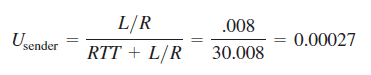 U_sender = (L/R) / (RTT + L/R) = .008 / 30.008 = 0.00027